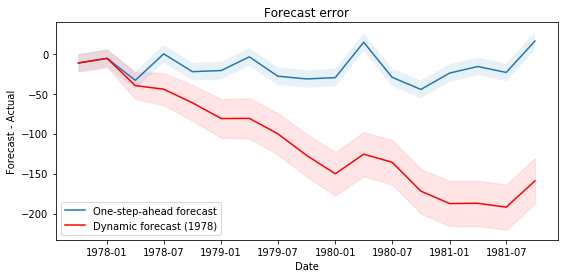 Forecast error
Forecast - Actual
0
−50
−100
−150
−200
One-step-ahead forecast
Dynamic forecast (1978)
1978-01 1978-07 1979-01 1979-07 1980-01 1980-07 1981-01 1981-07
Date